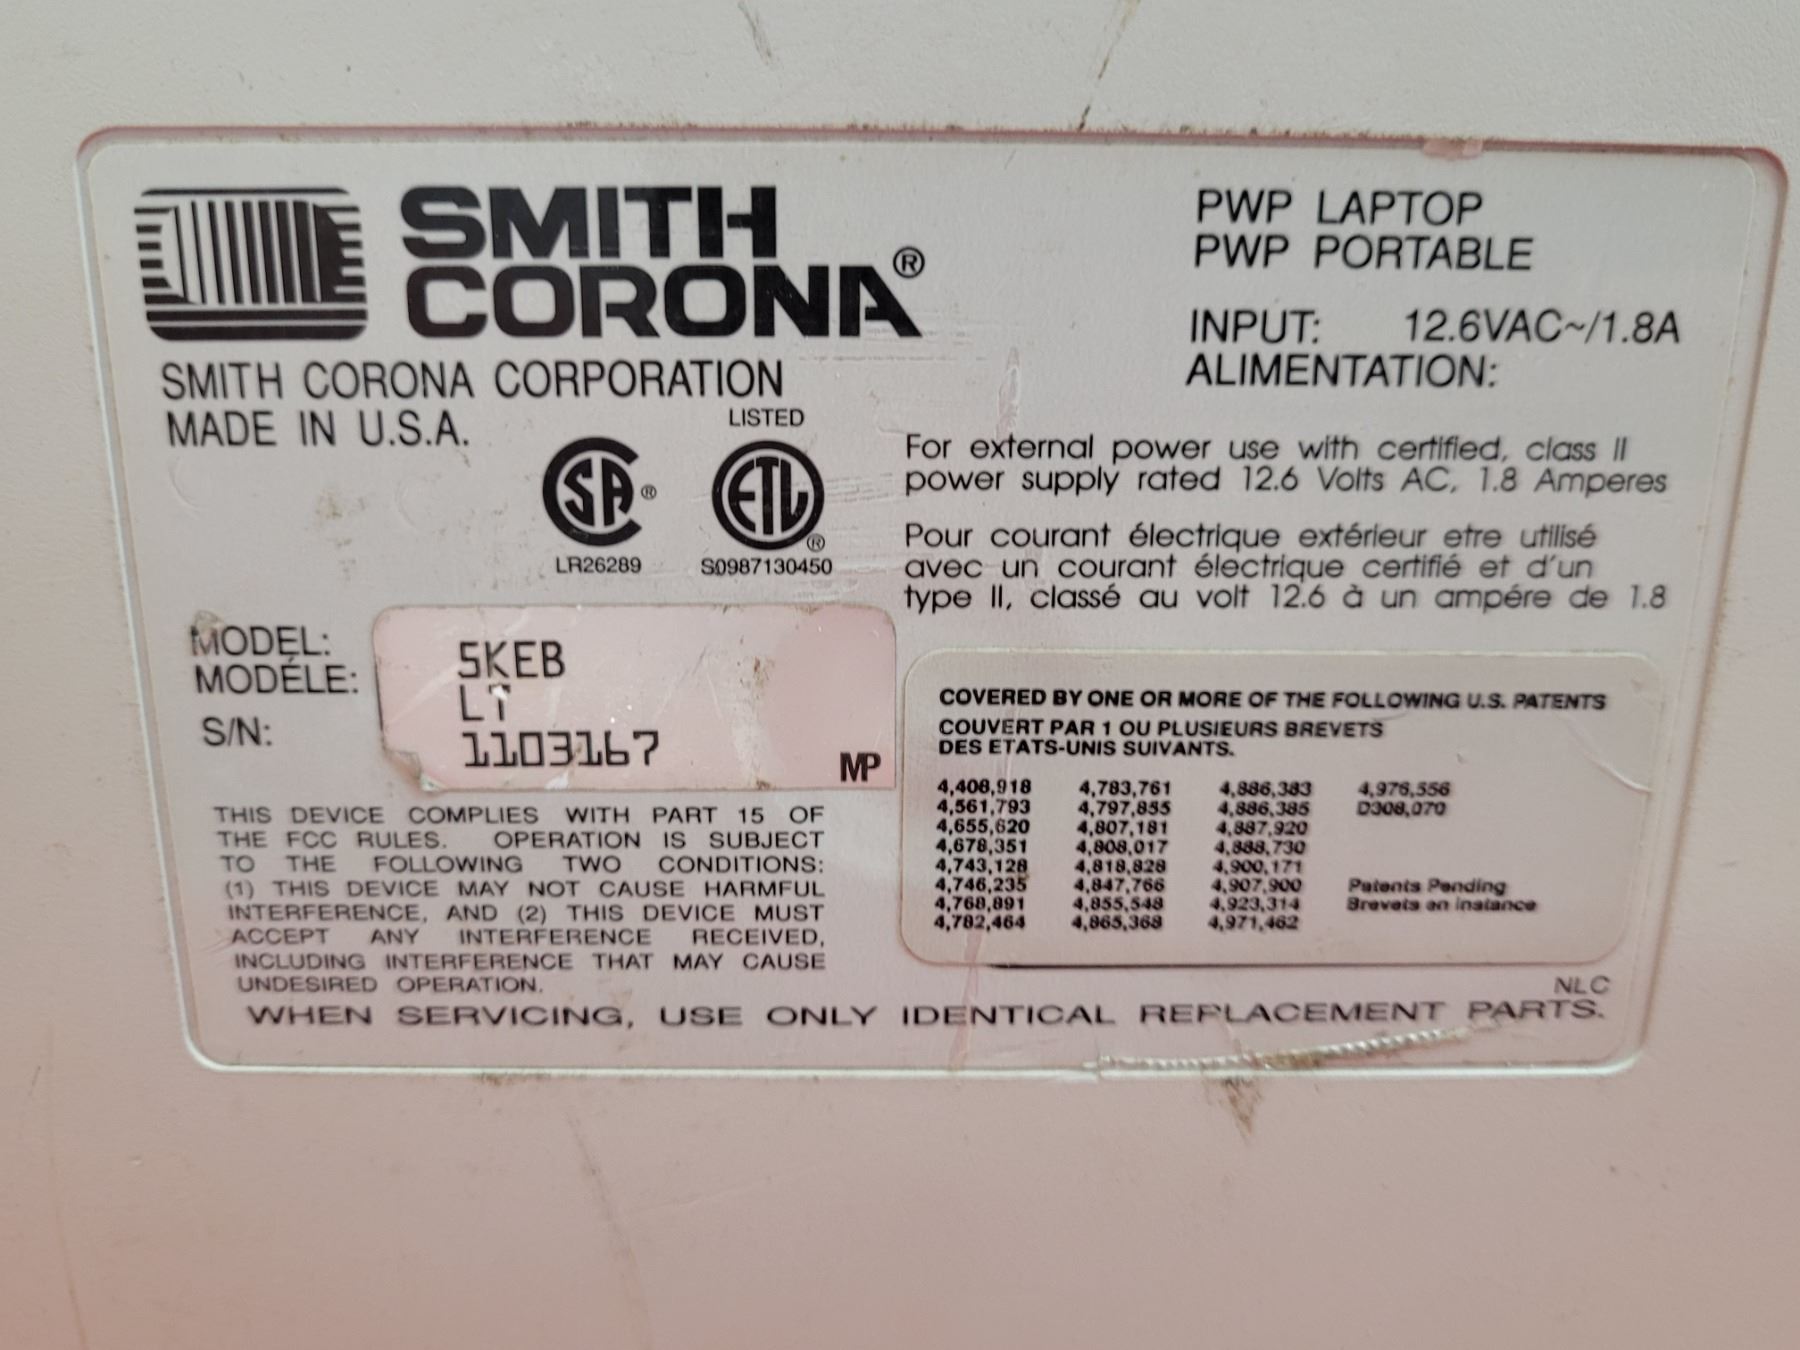 SMITH
CORONA®
SMITH CORONA CORPORATION
MADE IN U.S.A.
PWP LAPTOP
PWP PORTABLE
INPUT: 12.6VAC~/1.8A
ALIMENTATION:
SA ®
LR26289
LISTED
ETL ®
S0987130450
For external power use with certified, class II
power supply rated 12.6 Volts AC, 1.8 Amperes
Pour courant électrique extérieur etre utilisé
avec un courant électrique certifié et d'un
type II, classé au volt 12.6 à un ampére de 1.8
MODEL:
MODÉLE:
S/N:
5KEB
LT
1103167
MP
THIS DEVICE COMPLIES WITH PART 15 OF
THE FCC RULES. OPERATION IS SUBJECT
TO THE FOLLOWING TWO CONDITIONS:
(1) THIS DEVICE MAY NOT CAUSE HARMFUL
INTERFERENCE, AND (2) THIS DEVICE MUST
ACCEPT ANY INTERFERENCE RECEIVED,
INCLUDING INTERFERENCE THAT MAY CAUSE
UNDESIRED OPERATION.
COVERED BY ONE OR MORE OF THE FOLLOWING U.S. PATENTS
COUVERT PAR 1 OU PLUSIEURS BREVETS
DES ETATS-UNIS SUIVANTS.
4,408,918 4,783,761 4,886,383 4,976,556
4,561,793 4,797,855 4,886,385 D308,070
4,655,620 4,807,181 4,887,920
4,678,351 4,808,017 4,888,730
4,743,128 4,818,828 4,900,171
4,746,235 4,847,766 4,907,900 Patents Pending
4,768,891 4,855,548 4,923,314 Brevets en instance
4,782,464 4,865,368 4,971,462
NLC
WHEN SERVICING, USE ONLY IDENTICAL REPLACEMENT PARTS.